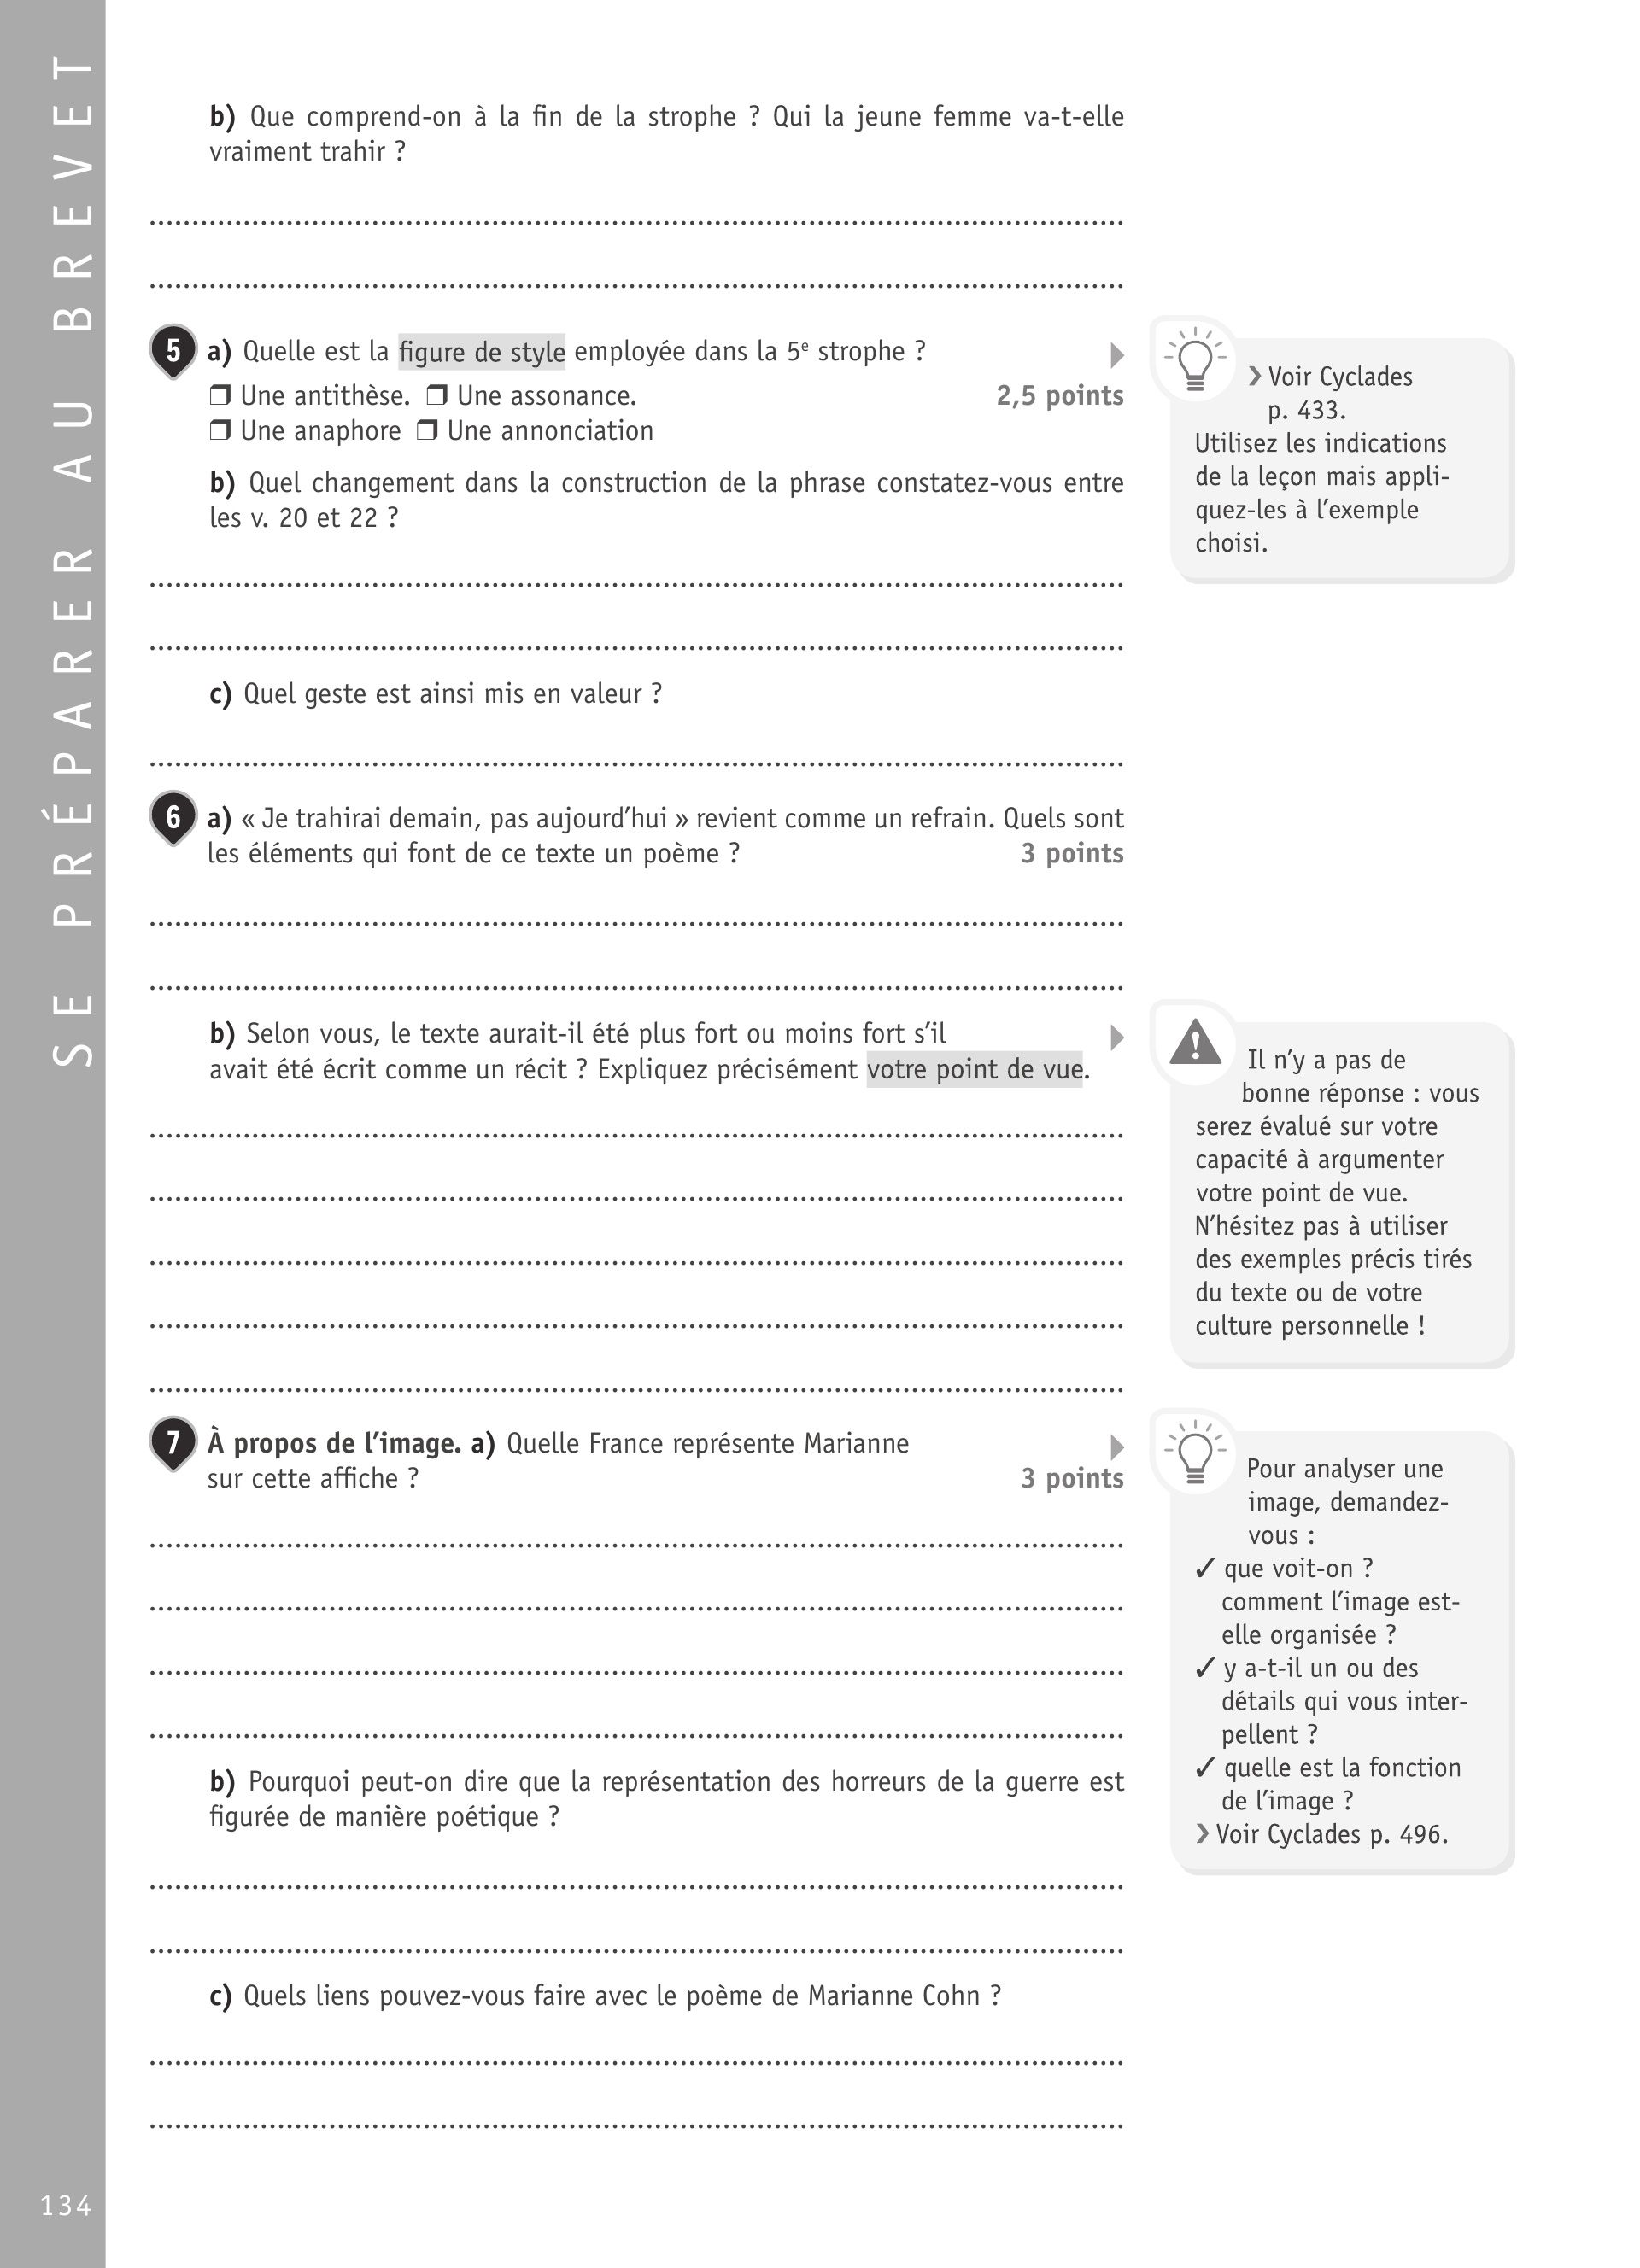 SE PRÉPARER AU BREVET
b) Que comprend-on à la fin de la strophe ? Qui la jeune femme va-t-elle
vraiment trahir ?
5 a) Quelle est la figure de style employée dans la 5e strophe ?
❒ Une antithèse. ❒ Une assonance. 2,5 points
❒ Une anaphore ❒ Une annonciation
b) Quel changement dans la construction de la phrase constatez-vous entre
les v. 20 et 22 ?
c) Quel geste est ainsi mis en valeur ?
› Voir Cyclades
p. 433.
Utilisez les indications
de la leçon mais appli-
quez-les à l’exemple
choisi.
6 a) « Je trahirai demain, pas aujourd’hui » revient comme un refrain. Quels sont
les éléments qui font de ce texte un poème ? 3 points
b) Selon vous, le texte aurait-il été plus fort ou moins fort s’il
avait été écrit comme un récit ? Expliquez précisément votre point de vue.
Il n’y a pas de
bonne réponse : vous
serez évalué sur votre
capacité à argumenter
votre point de vue.
N’hésitez pas à utiliser
des exemples précis tirés
du texte ou de votre
culture personnelle !
7 À propos de l’image. a) Quelle France représente Marianne
sur cette affiche ? 3 points
b) Pourquoi peut-on dire que la représentation des horreurs de la guerre est
figurée de manière poétique ?
c) Quels liens pouvez-vous faire avec le poème de Marianne Cohn ?
Pour analyser une
image, demandez-
vous :
✓ que voit-on ?
comment l’image est-
elle organisée ?
✓ y a-t-il un ou des
détails qui vous inter-
pellent ?
✓ quelle est la fonction
de l’image ?
› Voir Cyclades p. 496.
134